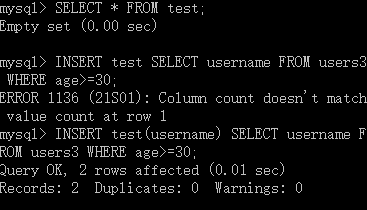 mysql> SELECT * FROM test;
Empty set (0.00 sec)
mysql> INSERT test SELECT username FROM users3
 WHERE age>=30;
ERROR 1136 (21S01): Column count doesn't match
 value count at row 1
mysql> INSERT test(username) SELECT username F
ROM users3 WHERE age>=30;
Query OK, 2 rows affected (0.01 sec)
Records: 2  Duplicates: 0  Warnings: 0